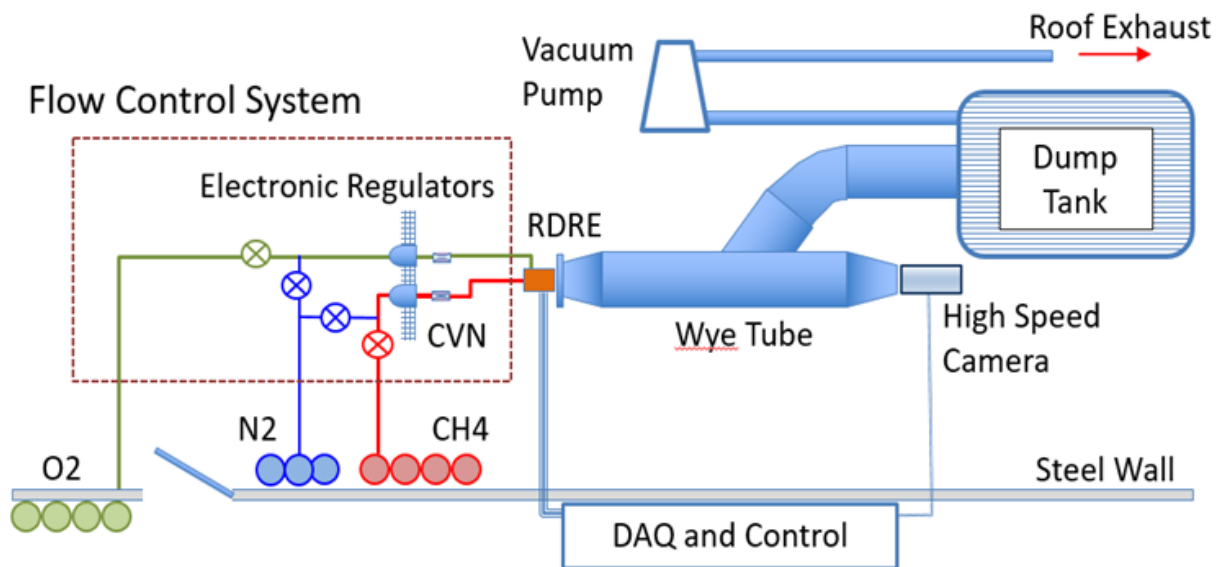 Roof Exhaust
Vacuum
Pump
Flow Control System
Dump
Tank
Electronic Regulators
RDRE
CVN
Wye Tube
High Speed
Camera
N2
CH4
O2
Steel Wall
DAQ and Control